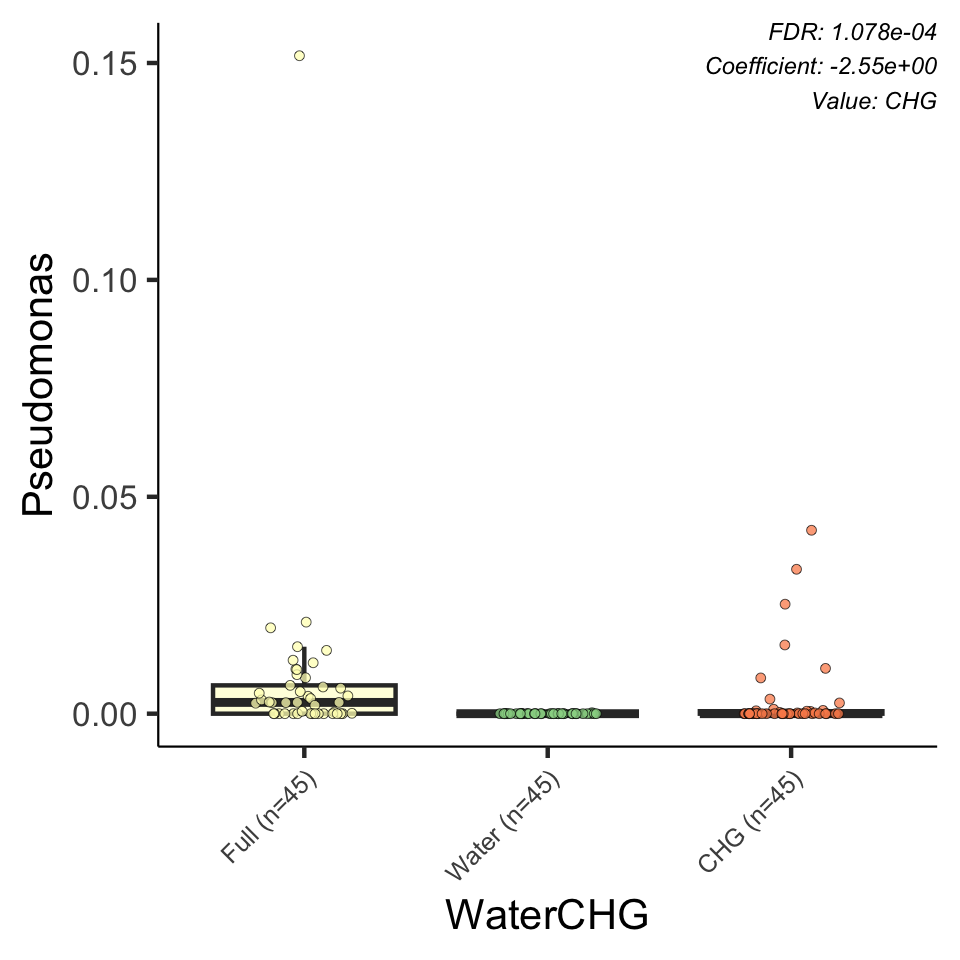 FDR: 1.078e-04
Coefficient: -2.55e+00
Value: CHG
Pseudomonas
0.15
0.10
0.05
0.00
Full (n=45)
Water (n=45)
CHG (n=45)
WaterCHG